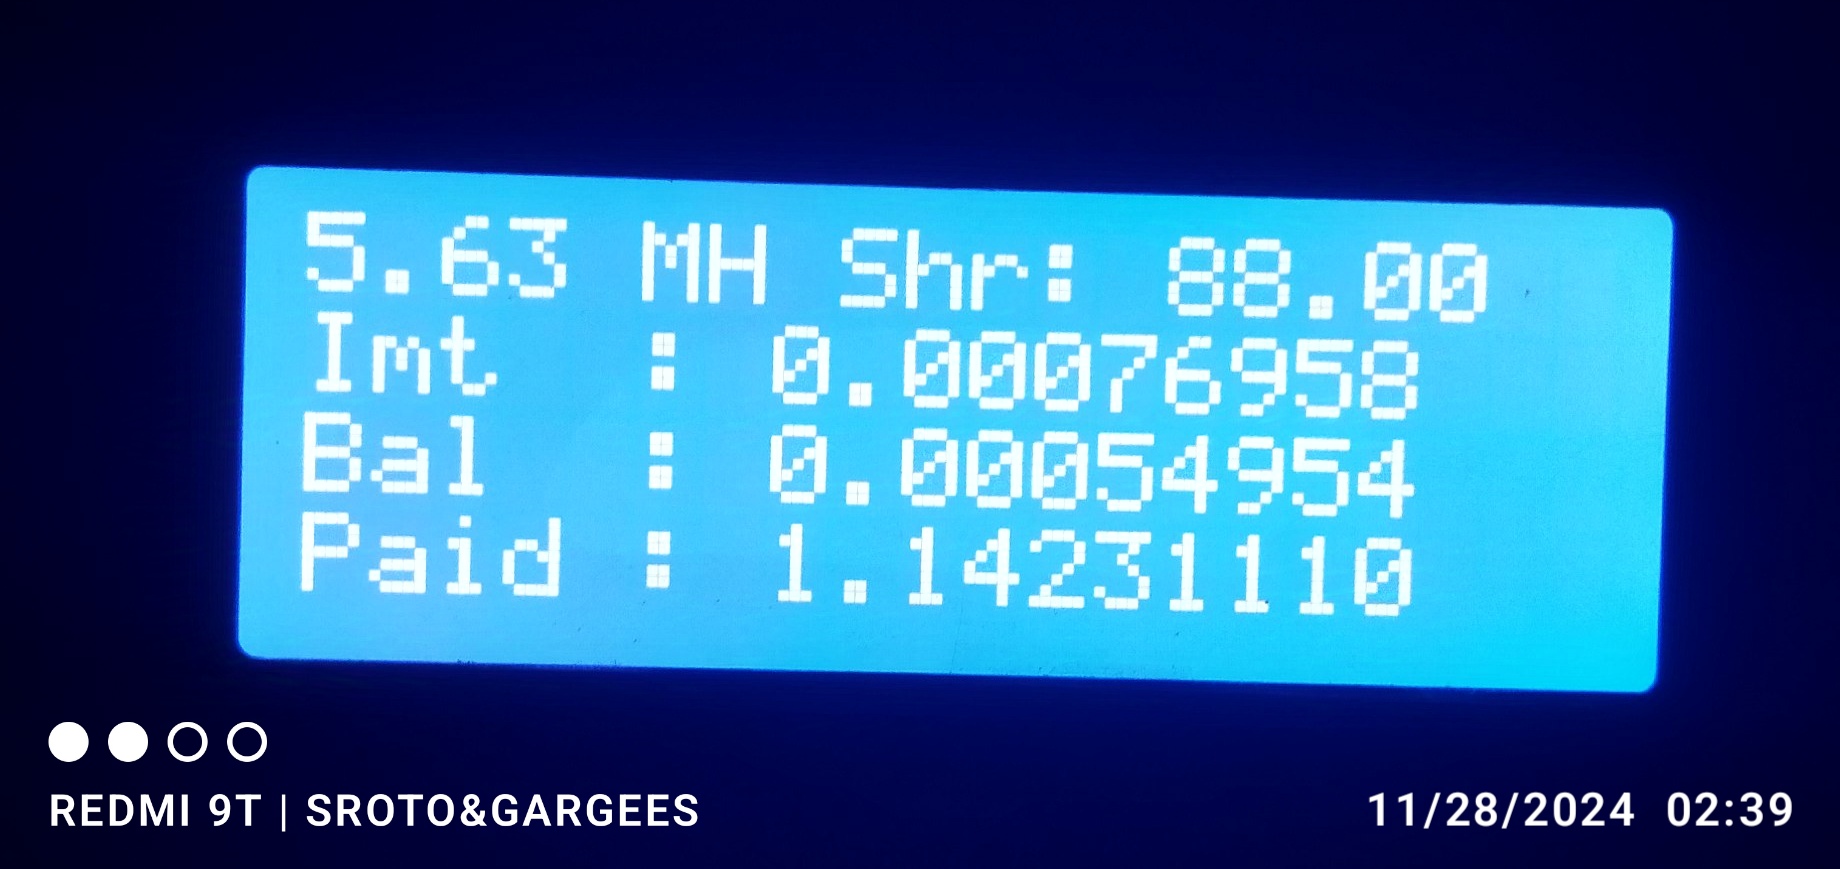 5.63 MH Shr: 88.00
Imt : 0.00076958
Bal : 0.00054954
Paid : 1.14231110
REDMI 9T | SROTO&GARGEES
11/28/2024 02:39